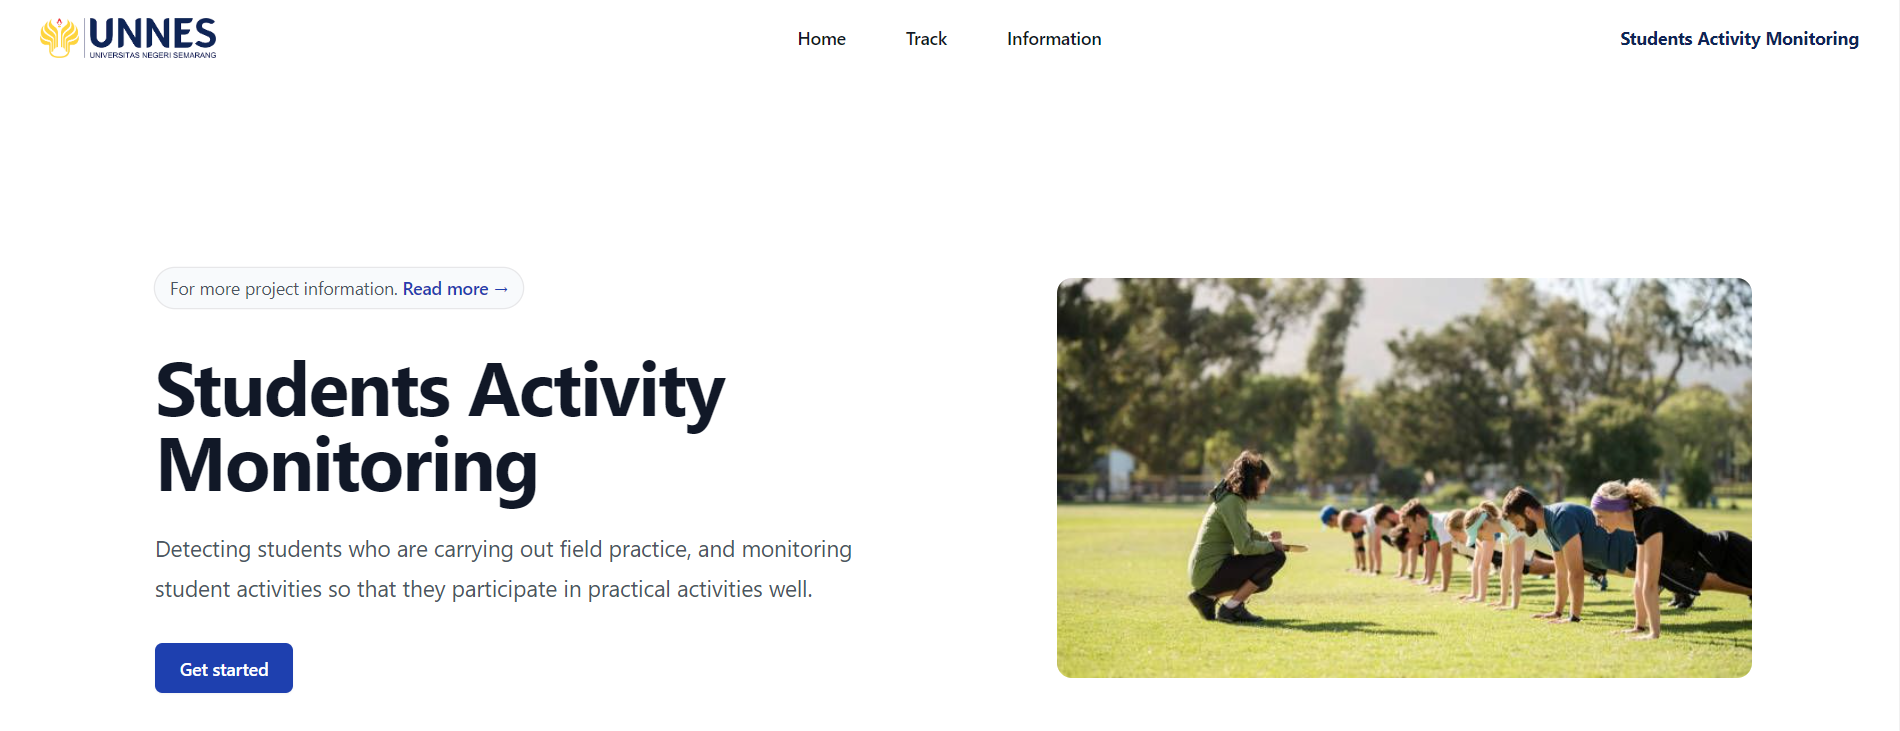 UNNES
UNIVERSITAS NEGERI SEMARANG
Home
Track
Information
Students Activity Monitoring
For more project information. Read more →
Students Activity
Monitoring
Detecting students who are carrying out field practice, and monitoring
student activities so that they participate in practical activities well.
Get started